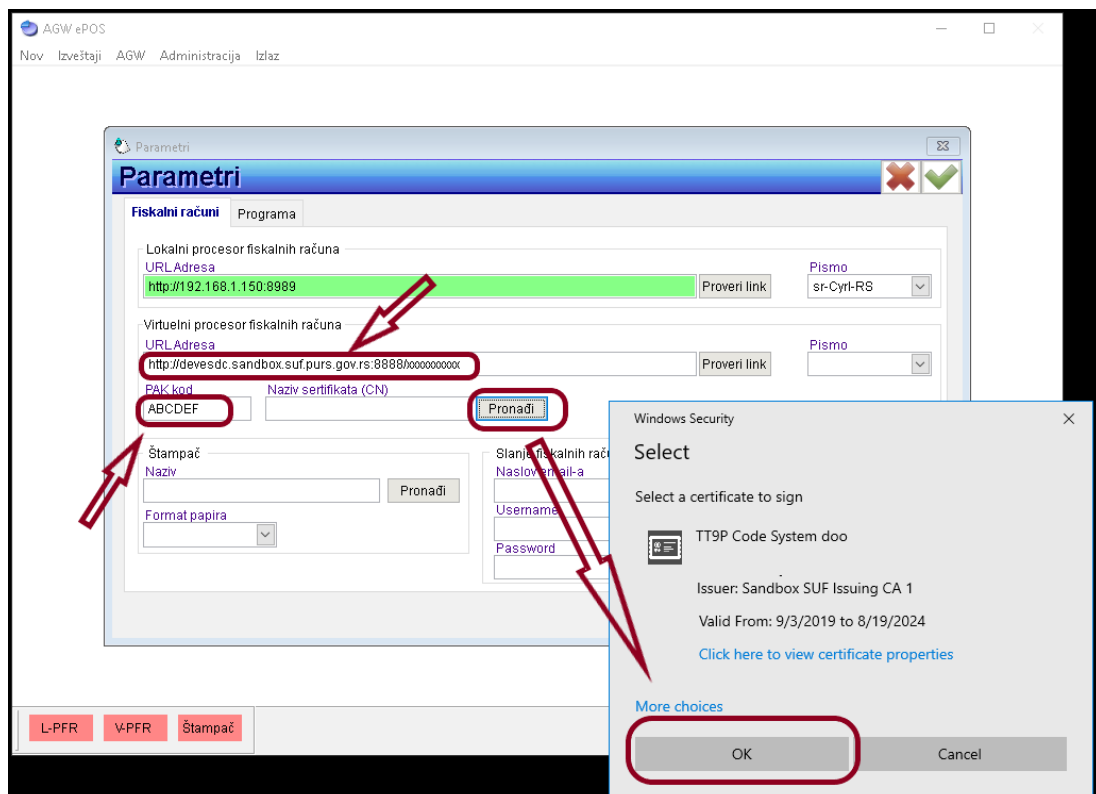 AGW ePOS
Nov Izveštaji AGW Administracija Izlaz
Parametri
Parametri
Fiskalni računi Programa
Lokalni procesor fiskalnih računa
URL Adresa Pismo
http://192.168.1.150:8989 Proveri link sr-Cyrl-RS
Virtuelni procesor fiskalnih računa
URL Adresa Pismo
http://devesdc.sandbox.suf.purs.gov.rs:8888/xxxxxxxxxx Proveri link
PAK kod Naziv sertifikata (CN)
ABCDEF Pronađi
Štampač
Naziv
Pronađi
Format papira
Slanje fiskalnih
Naslov email-a
Username
Password
Windows Security
Select
Select a certificate to sign
TT9P Code System doo
Issuer: Sandbox SUF Issuing CA 1
Valid From: 9/3/2019 to 8/19/2024
Click here to view certificate properties
More choices
OK Cancel
L-PFR V-PFR Štampač